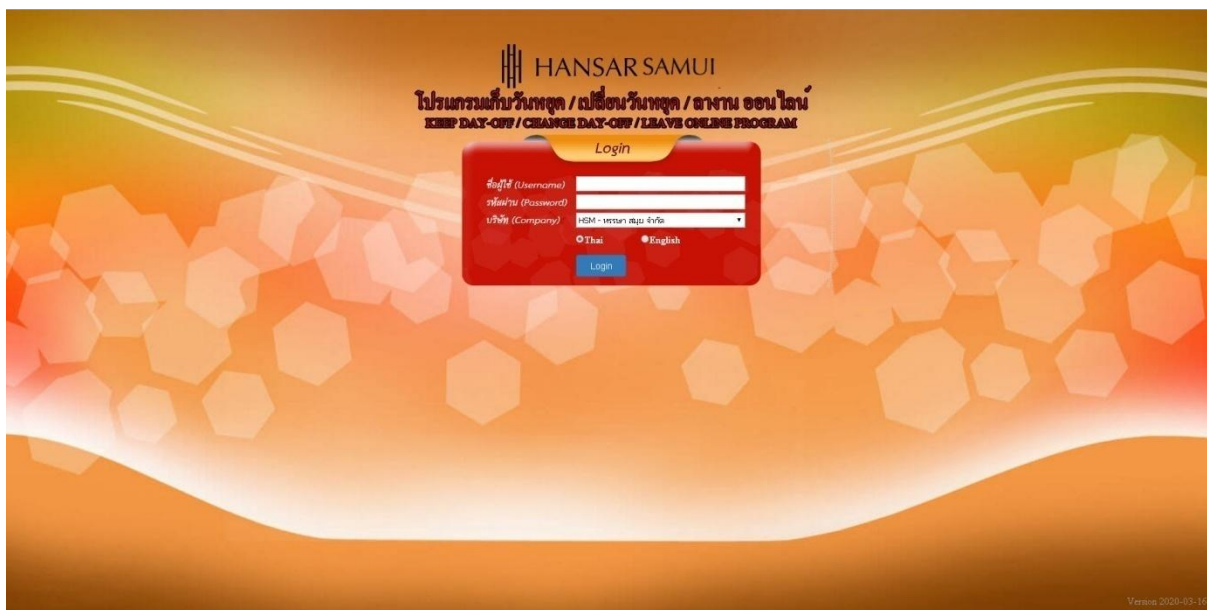 HANSAR SAMUI
โปรแกรมเก็บวันหยุด / เปลี่ยนวันหยุด / ลางาน ออนไลน์
KEEP DAY-OFF / CHANGE DAY-OFF / LEAVE ONLINE PROGRAM
Login
ชื่อผู้ใช้ (Username)
รหัสผ่าน (Password)
บริษัท (Company) HSM - หรรษา สมุย จำกัด
Thai English
Login
Version 2020-03-16